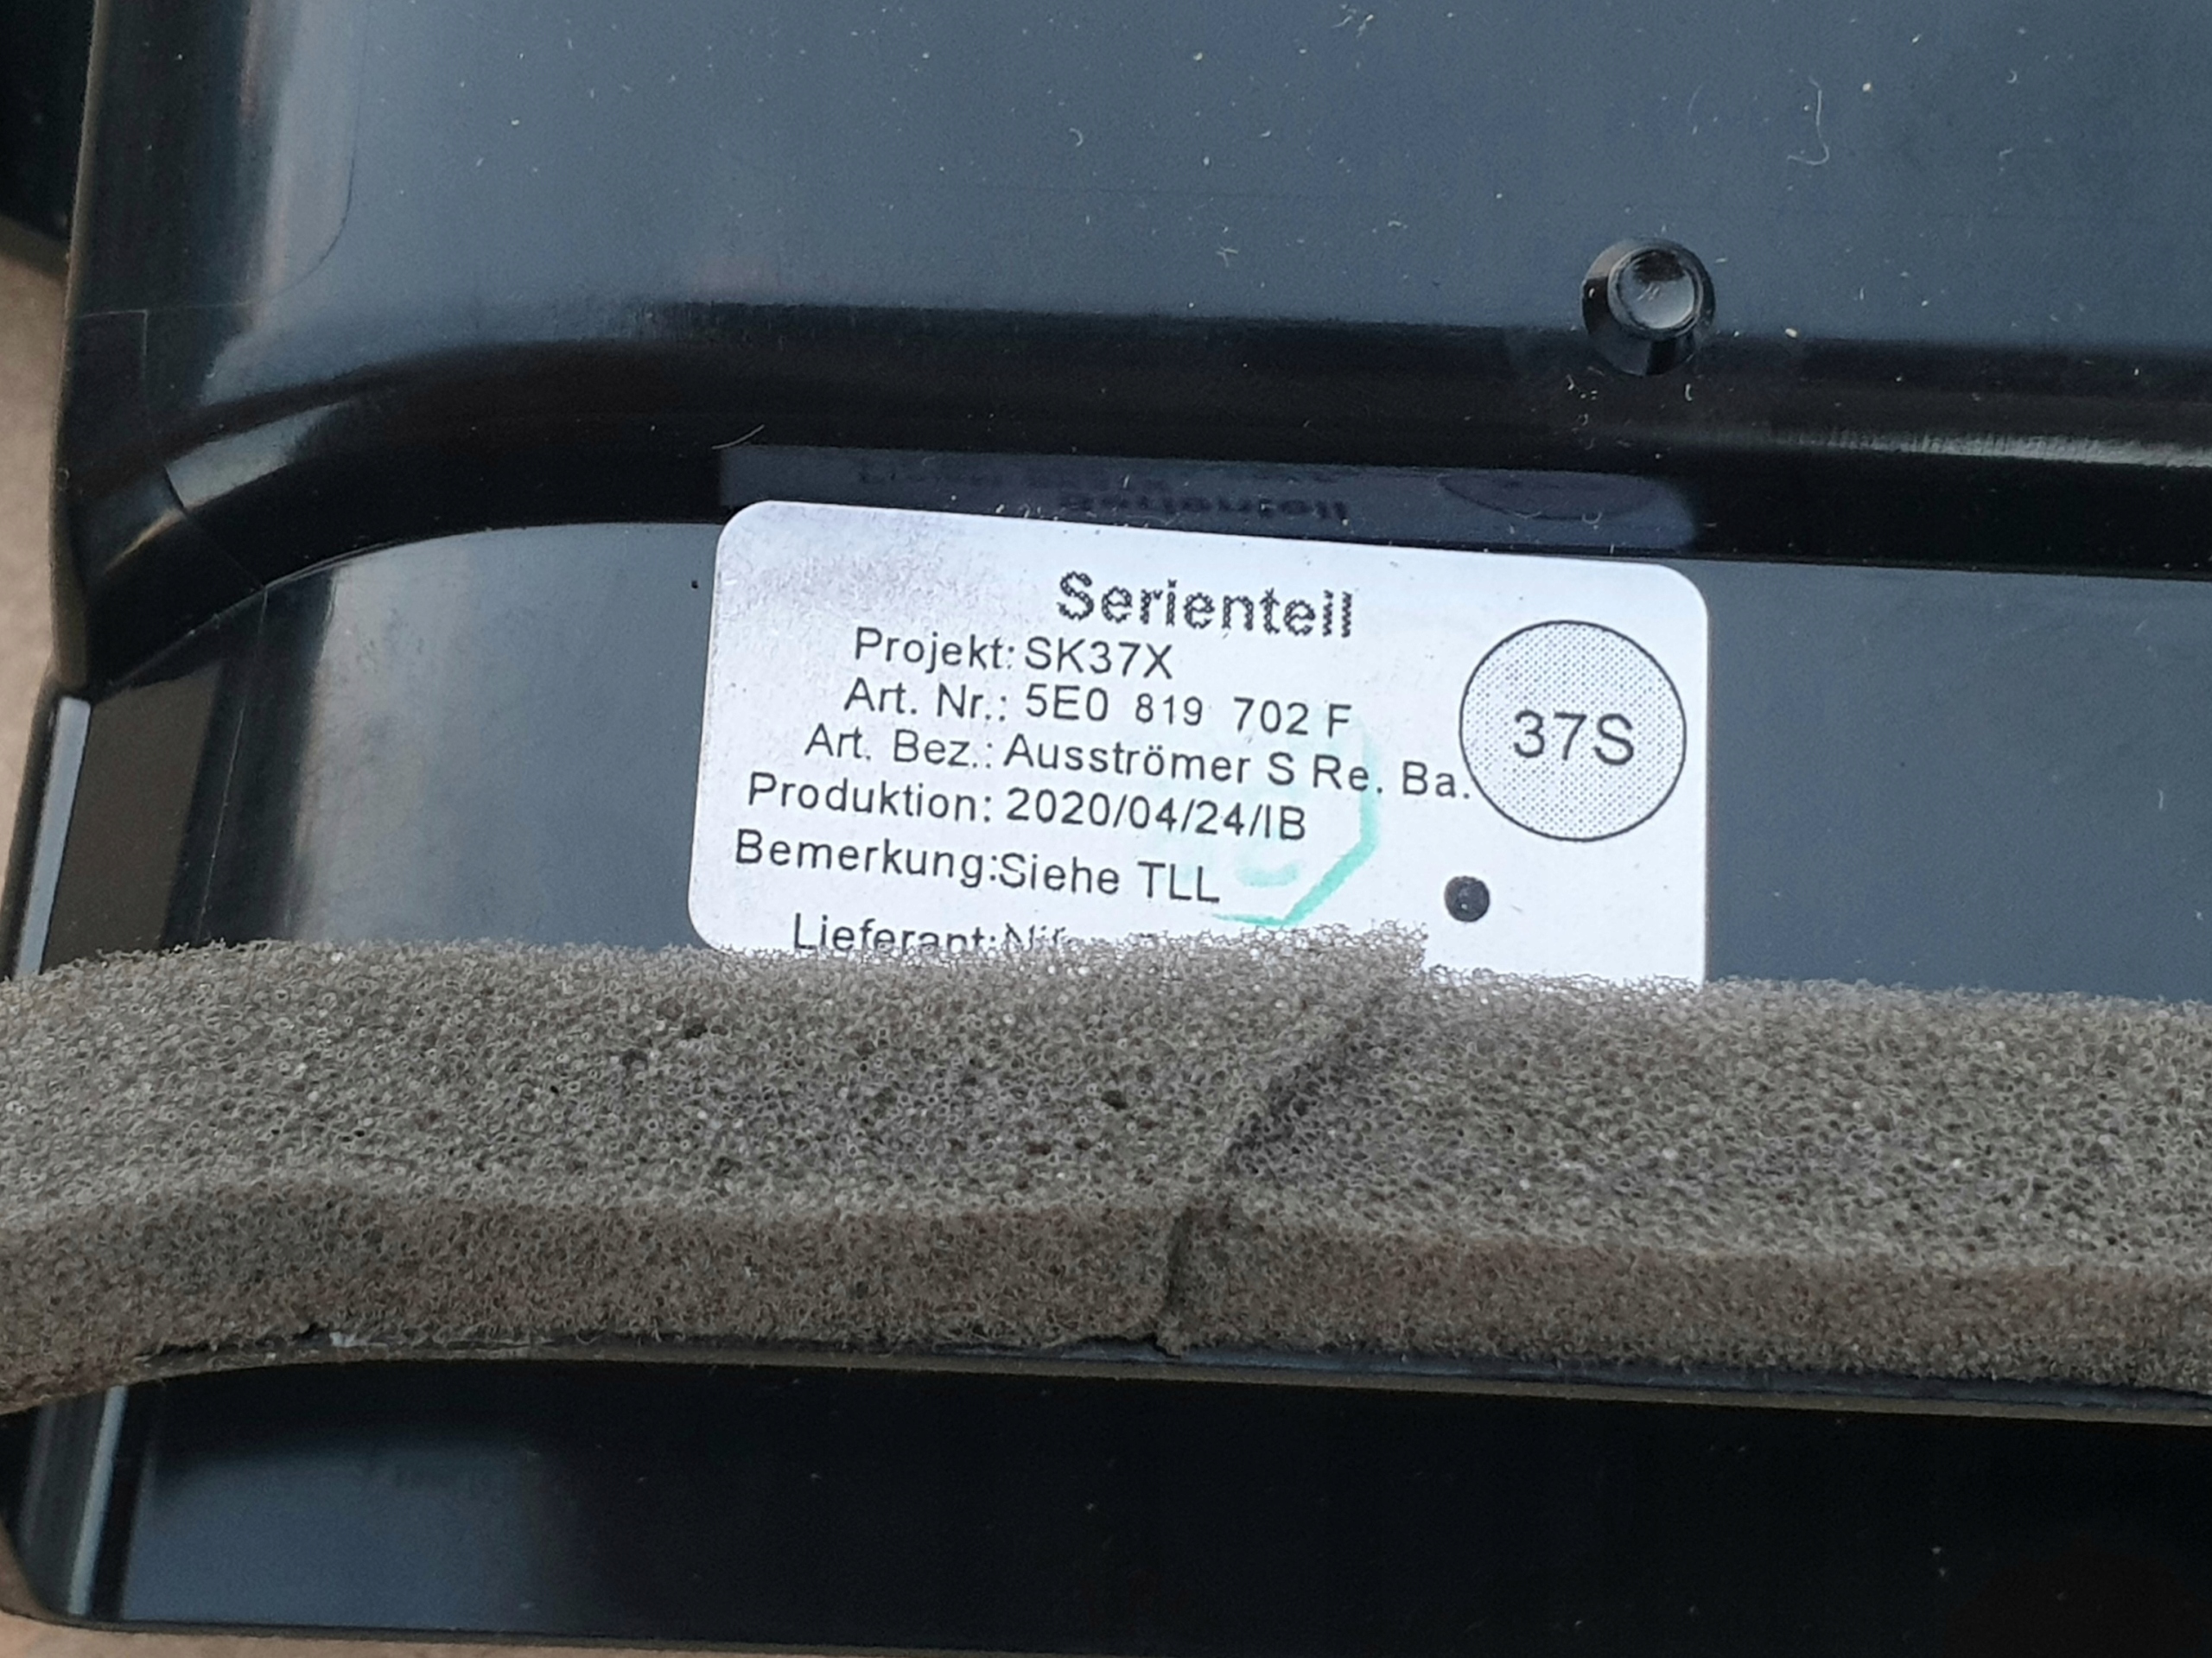 Serienteil
Projekt: SK37X
Art. Nr.: 5E0 819 702 F
Art. Bez.: Ausströmer S Re. Ba.
37S
Produktion: 2020/04/24/IB
Bemerkung:Siehe TLL
Lieferant: